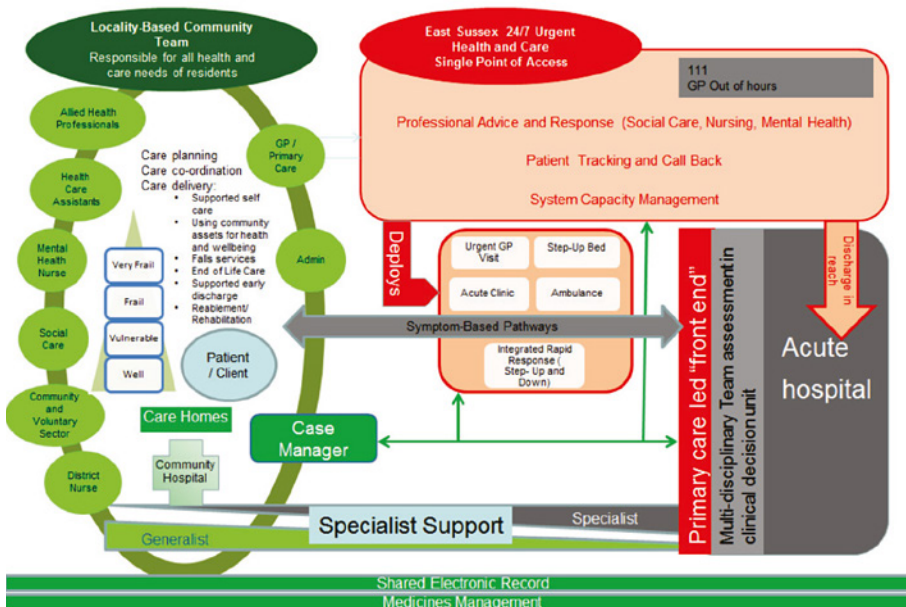 Locality-Based Community
Team
Responsible for all health and
care needs of residents
Allied Health
Professionals
Health
Care
Assistants
Mental
Health
Nurse
Social
Care
Community
and
Voluntary
Sector
District
Nurse
GP /
Primary
Care
Admin
Care planning
Care co-ordination
Care delivery:
• Supported self
care
• Using community
assets for health
and wellbeing
• Falls services
• End of Life Care
• Supported early
discharge
• Reablement/
Rehabilitation
Very Frail
Frail
Vulnerable
Well
Patient
/ Client
Care Homes
Community
Hospital
Case
Manager
East Sussex 24/7 Urgent
Health and Care
Single Point of Access
111
GP Out of hours
Professional Advice and Response (Social Care, Nursing, Mental Health)
Patient Tracking and Call Back
System Capacity Management
Deploys
Urgent GP
Visit
Step-Up Bed
Acute Clinic
Ambulance
Symptom-Based Pathways
Integrated Rapid
Response (
Step- Up and
Down)
Discharge in
reach
Primary care led “front end”
Multi-disciplinary Team assessment in
clinical decision unit
Acute
hospital
Specialist Support
Specialist
Generalist
Shared Electronic Record
Medicines Management